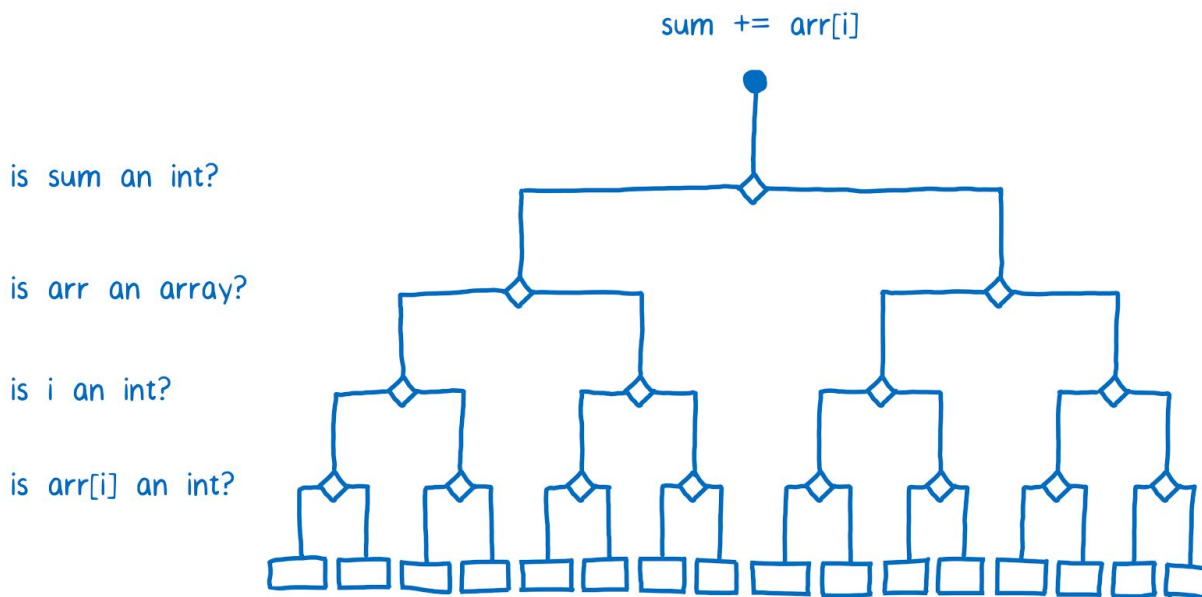 sum += arr[i]
is sum an int?
is arr an array?
is i an int?
is arr[i] an int?